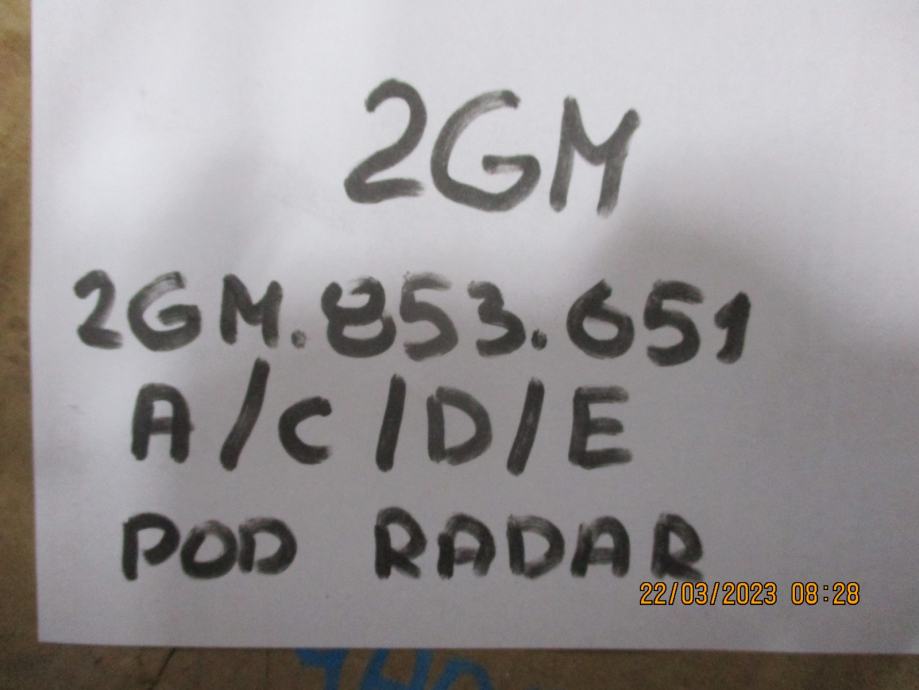 2GM
2GM.853.651
A/C/D/E
POD RADAR
22/03/2023 08:28